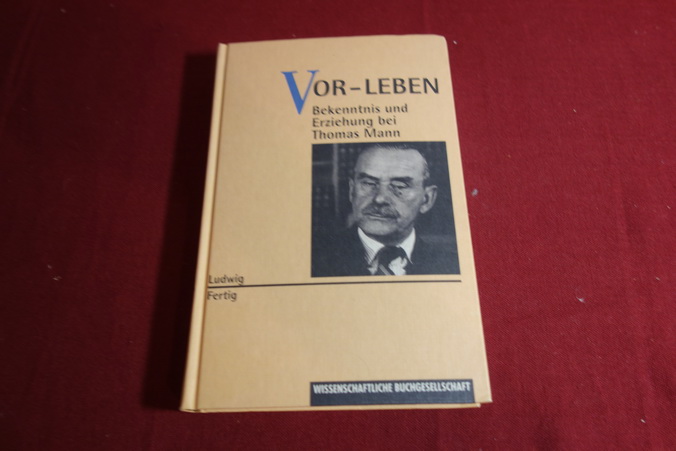 VOR-LEBEN
Bekenntnis und
Erziehung bei
Thomas Mann
Ludwig
Fertig
WISSENSCHAFTLICHE BUCHGESELLSCHAFT